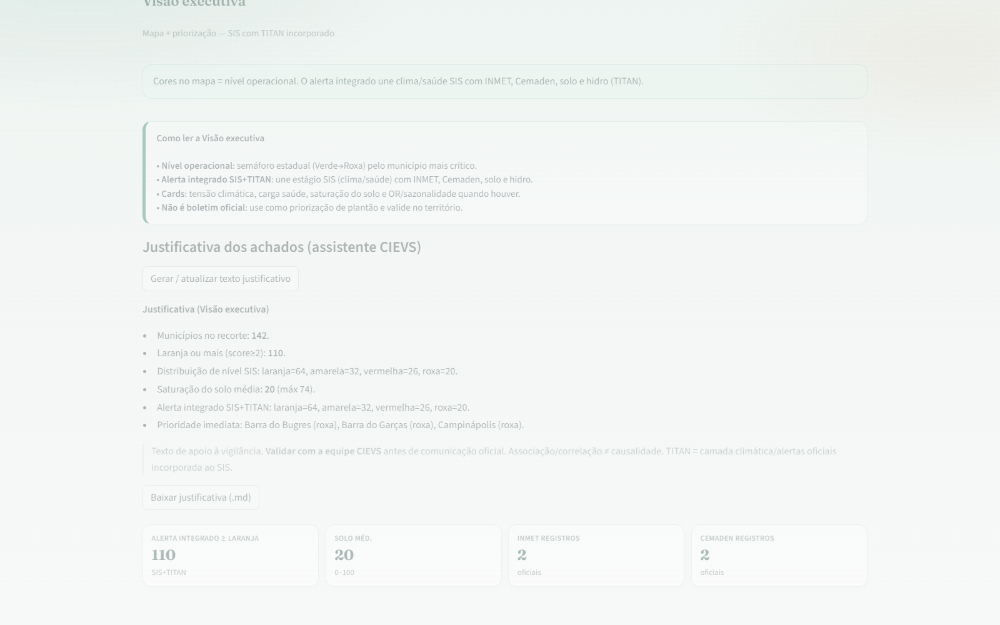 Visão executiva
Mapa + priorização — SIS com TITAN incorporado
Cores no mapa = nível operacional. O alerta integrado une clima/saúde SIS com INMET, Cemaden, solo e hidro (TITAN).
Como ler a Visão executiva
• Nível operacional: semáforo estadual (Verde→Roxa) pelo município mais crítico.
• Alerta integrado SIS+TITAN: une estágio SIS (clima/saúde) com INMET, Cemaden, solo e hidro.
• Cards: tensão climática, carga saúde, saturação do solo e OR/sazonalidade quando houver.
• Não é boletim oficial: use como priorização de plantão e valide no território.
Justificativa dos achados (assistente CIEVS)
Gerar / atualizar texto justificativo
Justificativa (Visão executiva)
• Municípios no recorte: 142.
• Laranja ou mais (score≥2): 110.
• Distribuição de nível SIS: laranja=64, amarela=32, vermelha=26, roxa=20.
• Saturação do solo média: 20 (máx 74).
• Alerta integrado SIS+TITAN: laranja=64, amarela=32, vermelha=26, roxa=20.
• Prioridade imediata: Barra do Bugres (roxa), Barra do Garças (roxa), Campinápolis (roxa).
Texto de apoio à vigilância. Validar com a equipe CIEVS antes de comunicação oficial. Associação/correlação ≠ causalidade. TITAN = camada climática/alertas oficiais
incorporada ao SIS.
Baixar justificativa (.md)
ALERTA INTEGRADO ≥ LARANJA
110
SIS+TITAN
SOLO MÉD.
20
0–100
INMET REGISTROS
2
oficiais
CEMADEN REGISTROS
2
oficiais